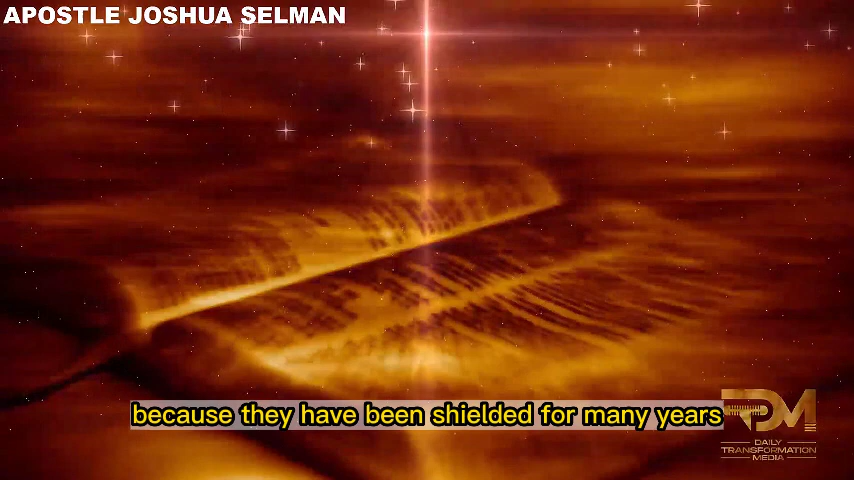 APOSTLE JOSHUA SELMAN
because they have been shielded for many years
DAILY
TRANSFORMATION
MEDIA